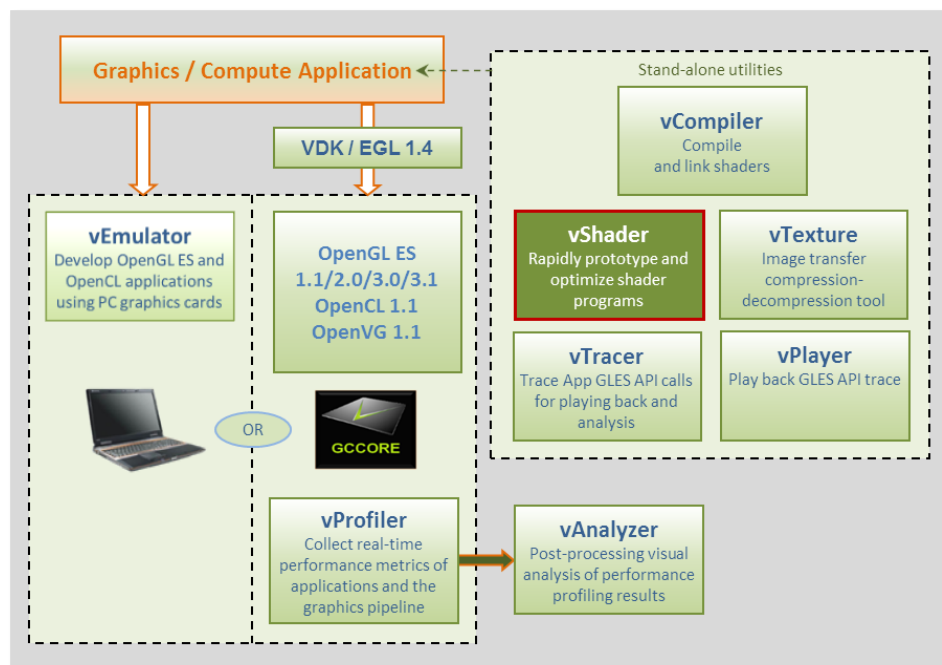 Graphics / Compute Application
Stand-alone utilities
vCompiler
Compile
and link shaders
VDK / EGL 1.4
vEmulator
Develop OpenGL ES and
OpenCL applications
using PC graphics cards
OpenGL ES
1.1/2.0/3.0/3.1
OpenCL 1.1
OpenVG 1.1
vShader
Rapidly prototype and
optimize shader
programs
vTexture
Image transfer
compression-
decompression tool
vTracer
Trace App GLES API calls
for playing back and
analysis
vPlayer
Play back GLES API trace
OR
GCCORE
vProfiler
Collect real-time
performance metrics of
applications and the
graphics pipeline
vAnalyzer
Post-processing visual
analysis of performance
profiling results